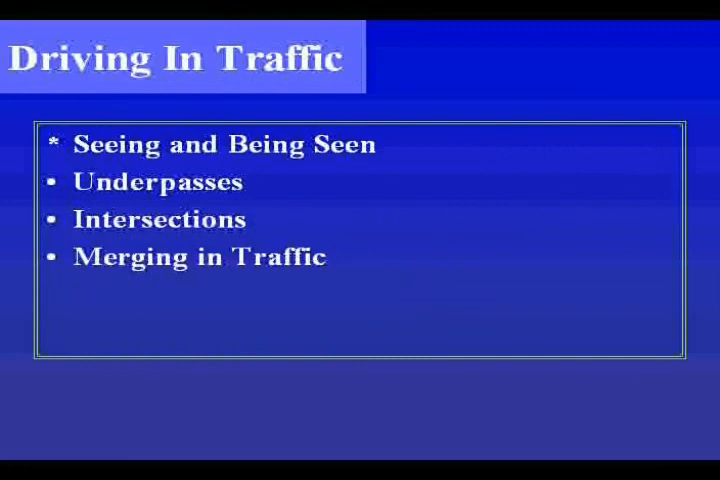 Driving In Traffic
* Seeing and Being Seen
• Underpasses
• Intersections
• Merging in Traffic